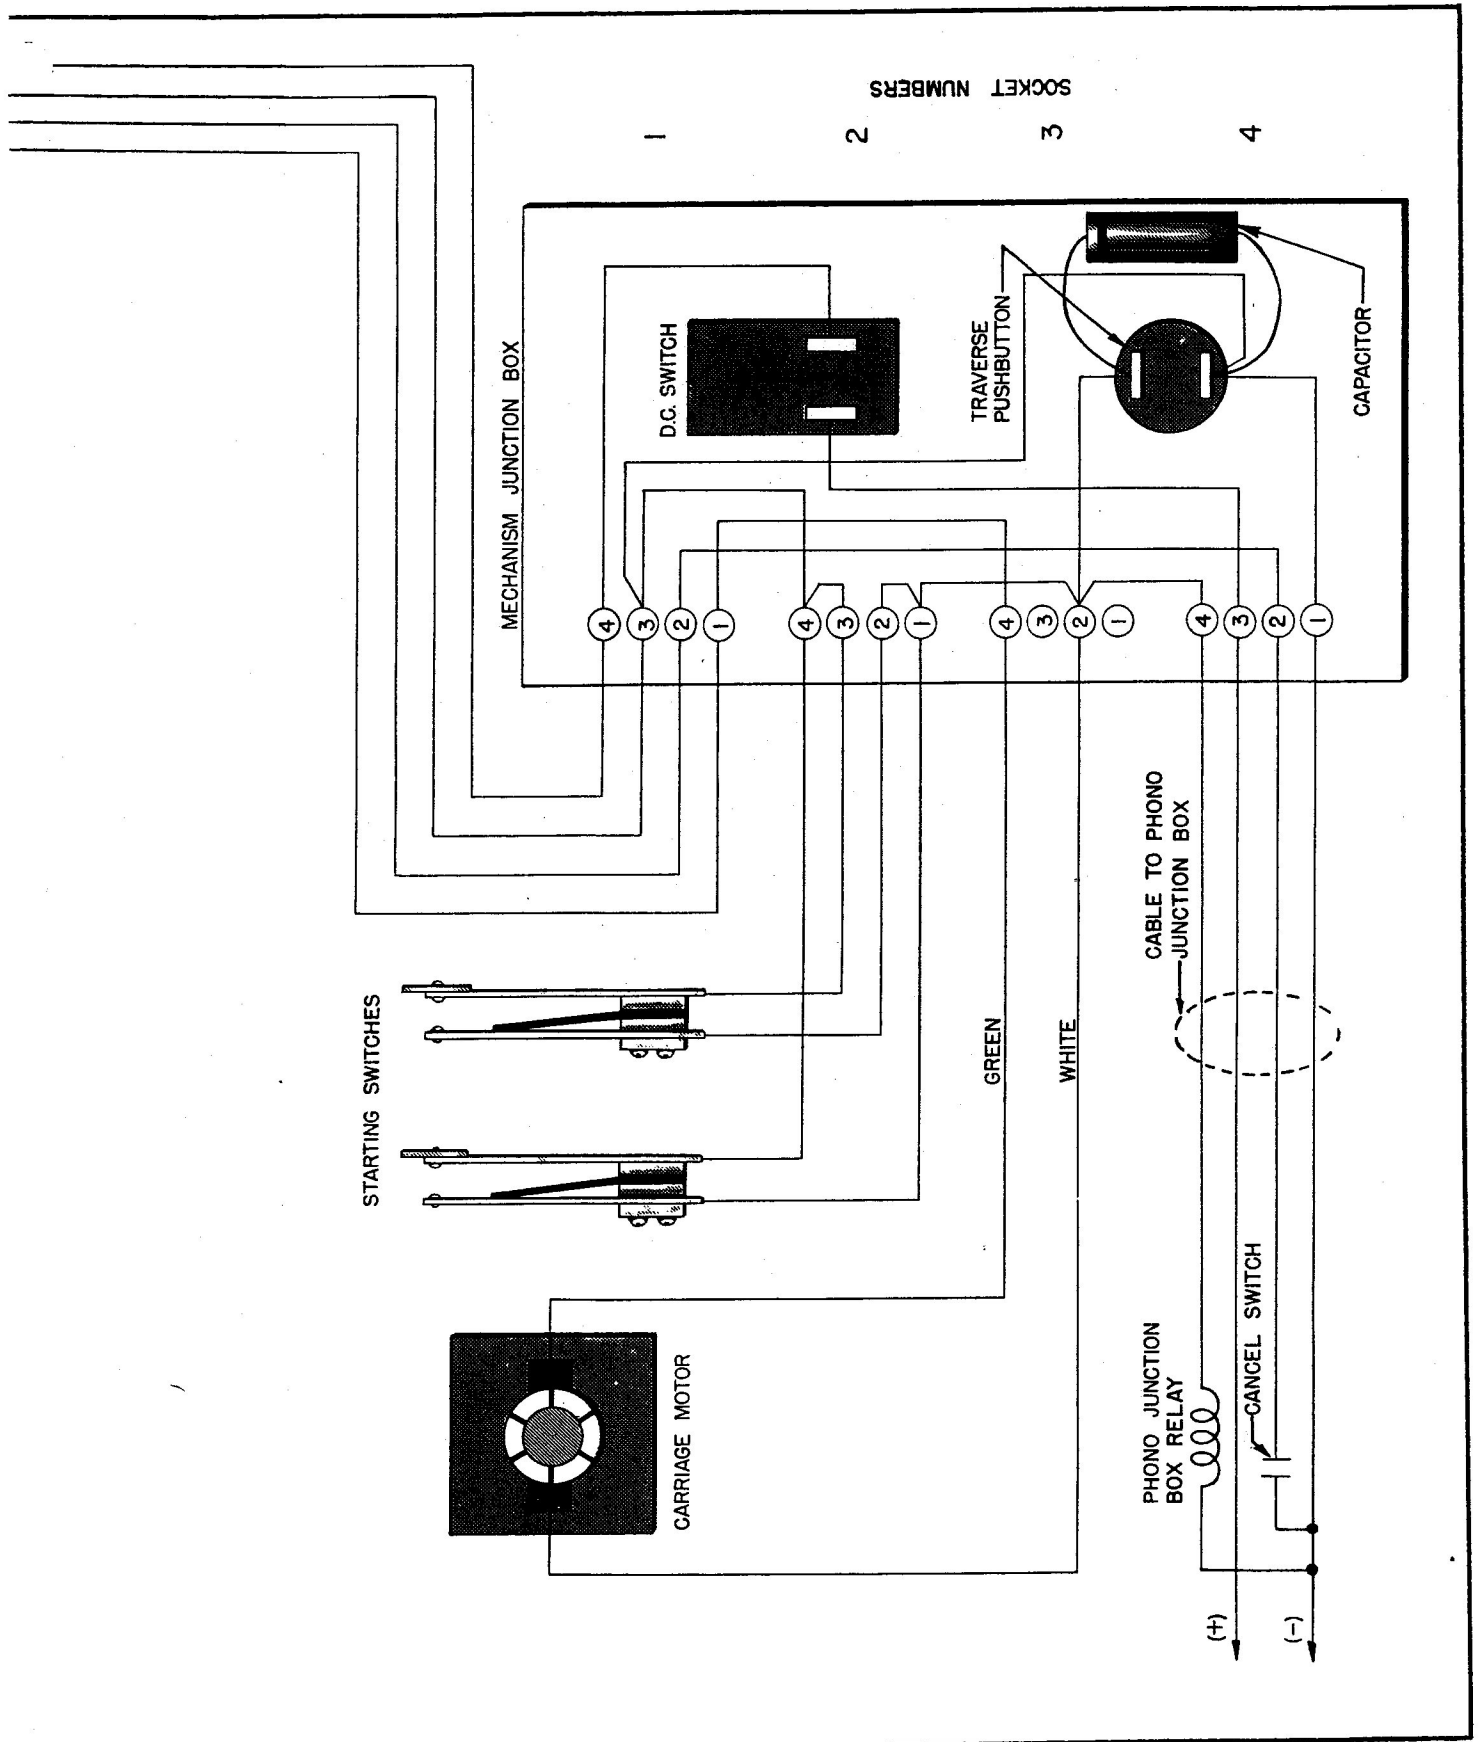 SOCKET NUMBERS
1
2
3
4
MECHANISM JUNCTION BOX
D.C. SWITCH
TRAVERSE
PUSHBUTTON
CAPACITOR
4
3
2
1
4
3
2
1
4
3
2
1
4
3
2
1
STARTING SWITCHES
GREEN
WHITE
CABLE TO PHONO
JUNCTION BOX
CARRIAGE MOTOR
PHONO JUNCTION
BOX RELAY
CANCEL SWITCH
(+)
(-)